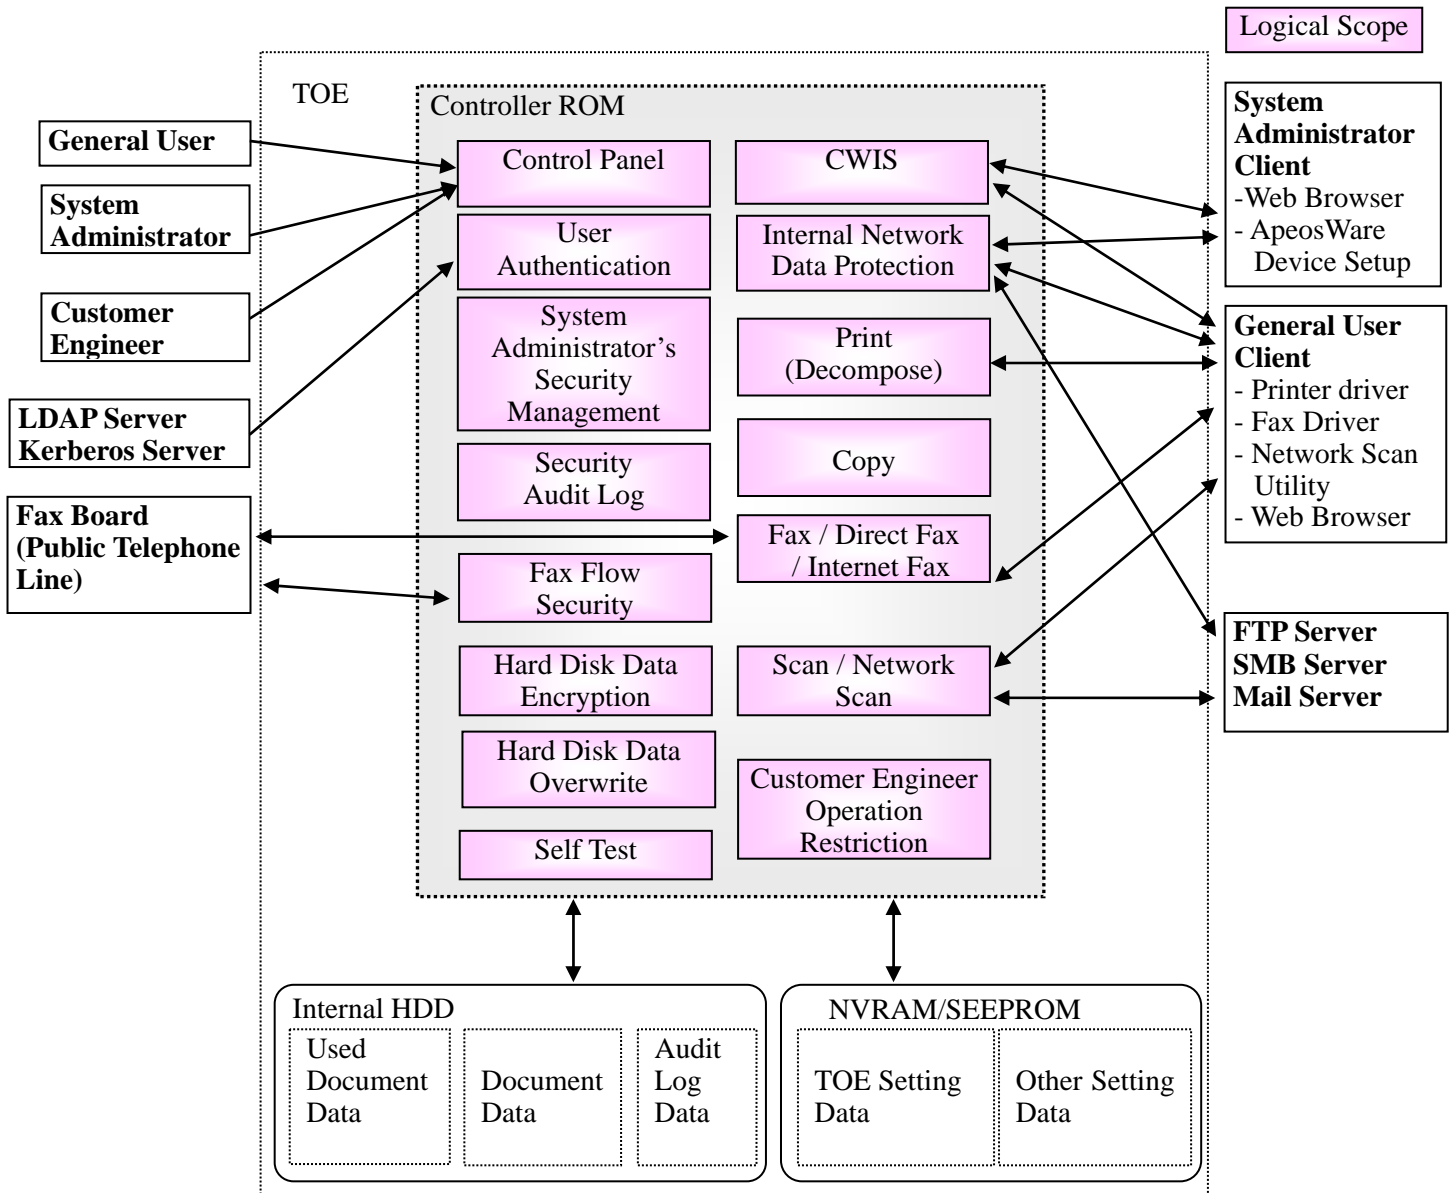 Logical Scope
TOE
Controller ROM
General User
System
Administrator
Customer
Engineer
LDAP Server
Kerberos Server
Fax Board
(Public Telephone
Line)
Control Panel
User
Authentication
System
Administrator’s
Security
Management
Security
Audit Log
Fax Flow
Security
Hard Disk Data
Encryption
Hard Disk Data
Overwrite
Self Test
CWIS
Internal Network
Data Protection
Print
(Decompose)
Copy
Fax / Direct Fax
/ Internet Fax
Scan / Network
Scan
Customer Engineer
Operation
Restriction
System
Administrator
Client
-Web Browser
- ApeosWare
Device Setup
General User
Client
- Printer driver
- Fax Driver
- Network Scan
Utility
- Web Browser
FTP Server
SMB Server
Mail Server
Internal HDD
Used
Document
Data
Document
Data
Audit
Log
Data
NVRAM/SEEPROM
TOE Setting
Data
Other Setting
Data